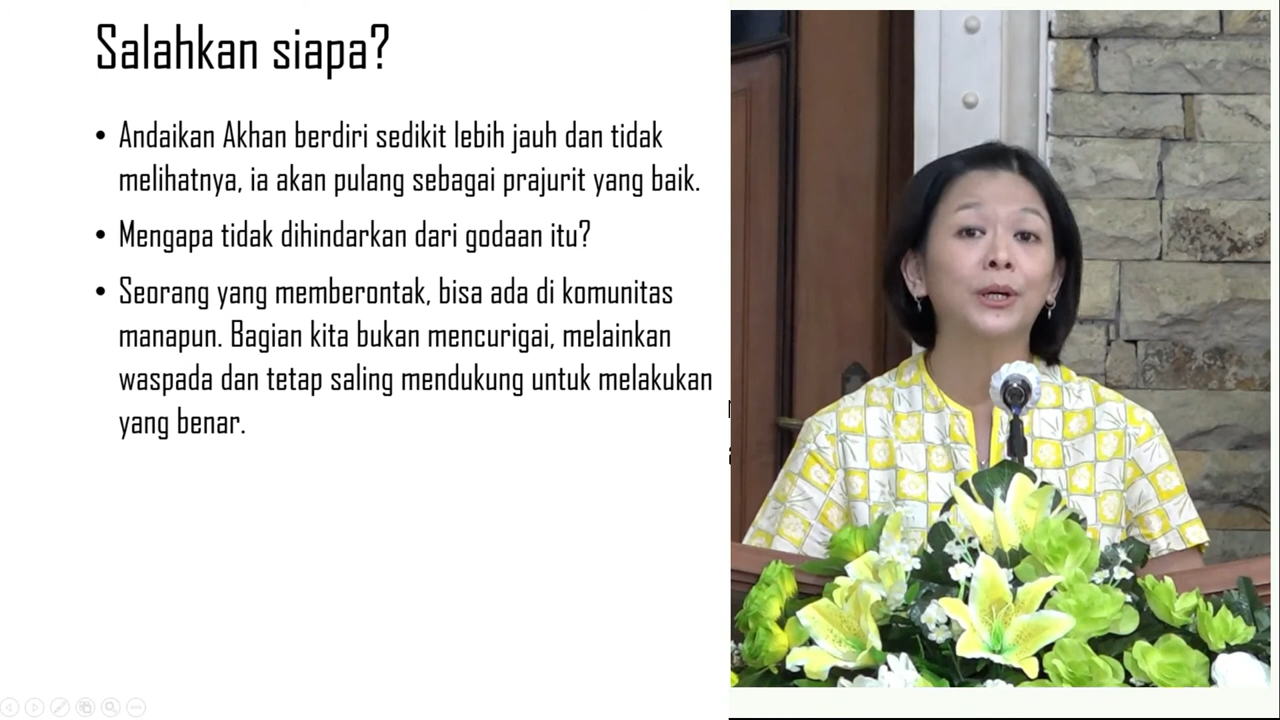 Salahkan siapa?
• Andaikan Akhan berdiri sedikit lebih jauh dan tidak
melihatnya, ia akan pulang sebagai prajurit yang baik.
• Mengapa tidak dihindarkan dari godaan itu?
• Seorang yang memberontak, bisa ada di komunitas
manapun. Bagian kita bukan mencurigai, melainkan
waspada dan tetap saling mendukung untuk melakukan
yang benar.